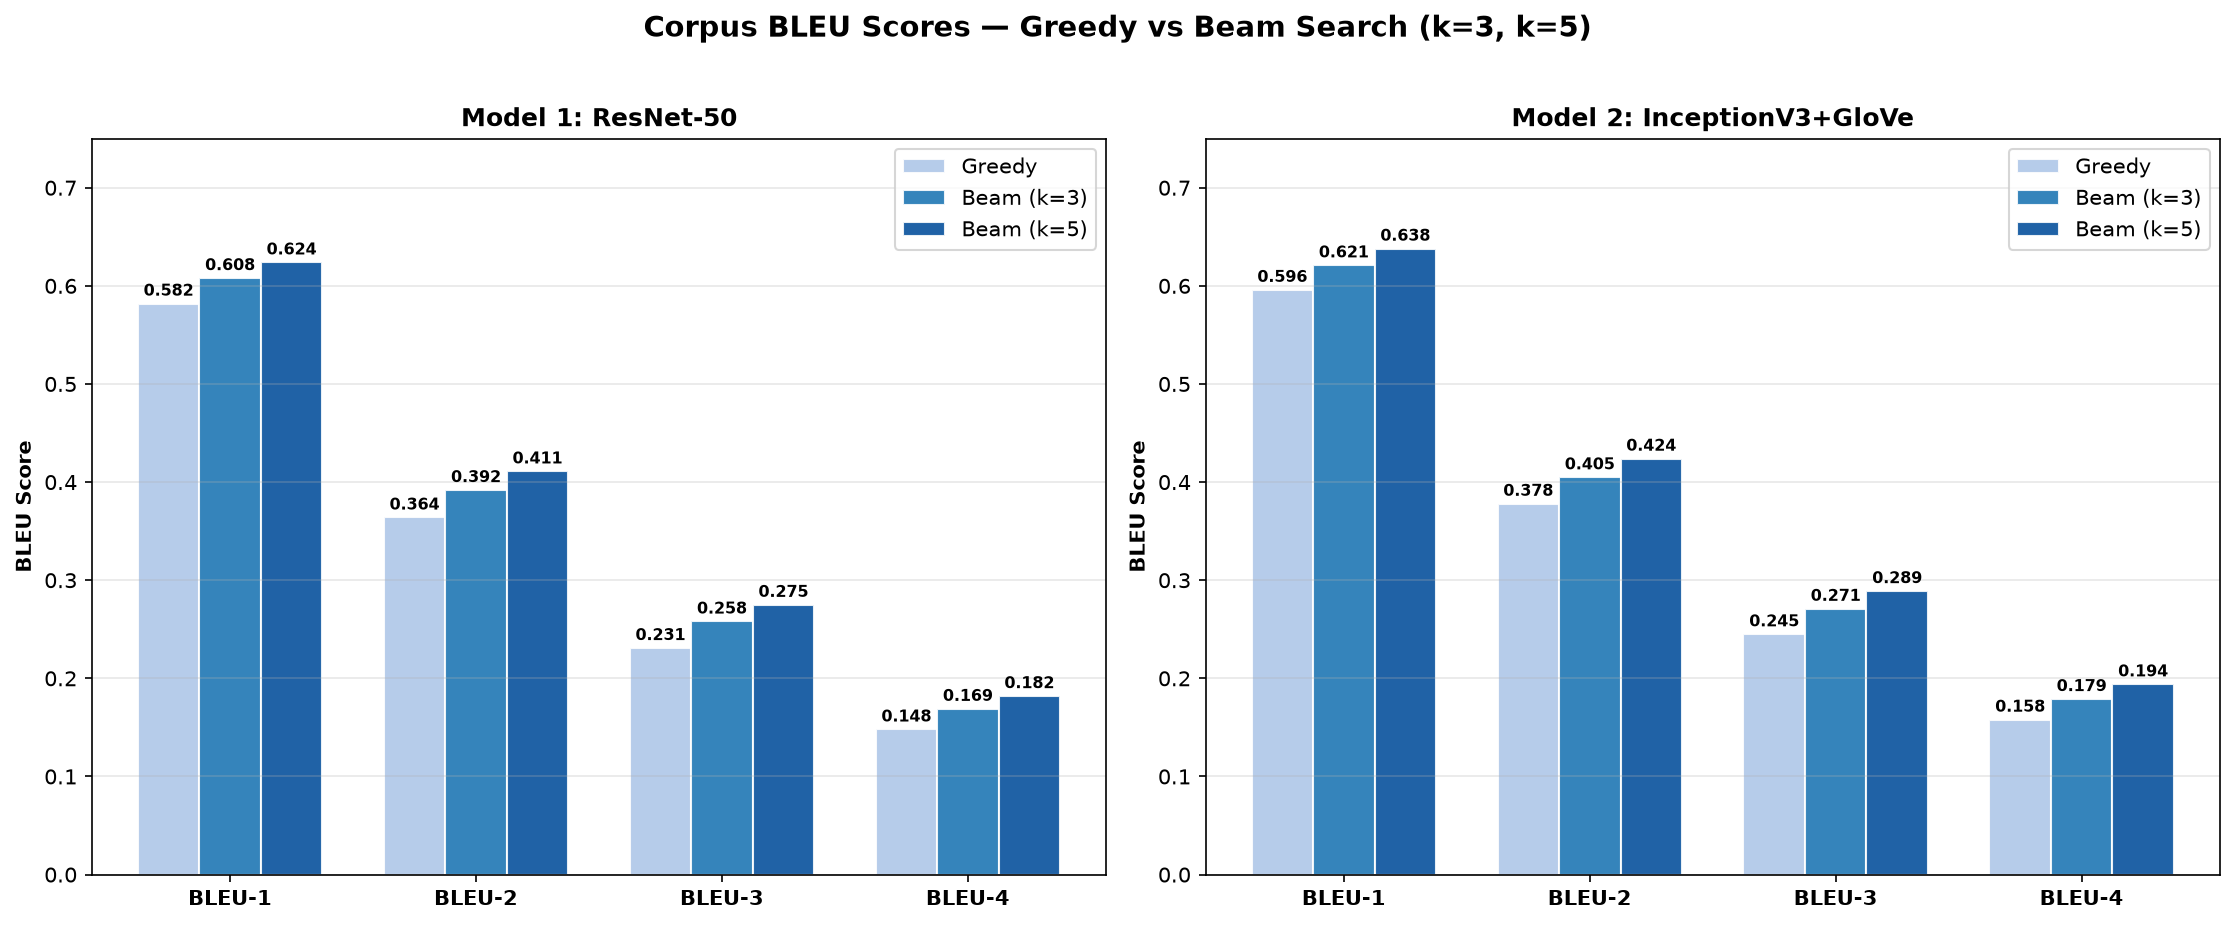 Corpus BLEU Scores — Greedy vs Beam Search (k=3, k=5)
Model 1: ResNet-50
BLEU Score
0.7
0.6
0.5
0.4
0.3
0.2
0.1
0.0
Greedy
Beam (k=3)
Beam (k=5)
0.582
0.608
0.624
0.364
0.392
0.411
0.231
0.258
0.275
0.148
0.169
0.182
BLEU-1
BLEU-2
BLEU-3
BLEU-4
Model 2: InceptionV3+GloVe
BLEU Score
0.7
0.6
0.5
0.4
0.3
0.2
0.1
0.0
Greedy
Beam (k=3)
Beam (k=5)
0.596
0.621
0.638
0.378
0.405
0.424
0.245
0.271
0.289
0.158
0.179
0.194
BLEU-1
BLEU-2
BLEU-3
BLEU-4